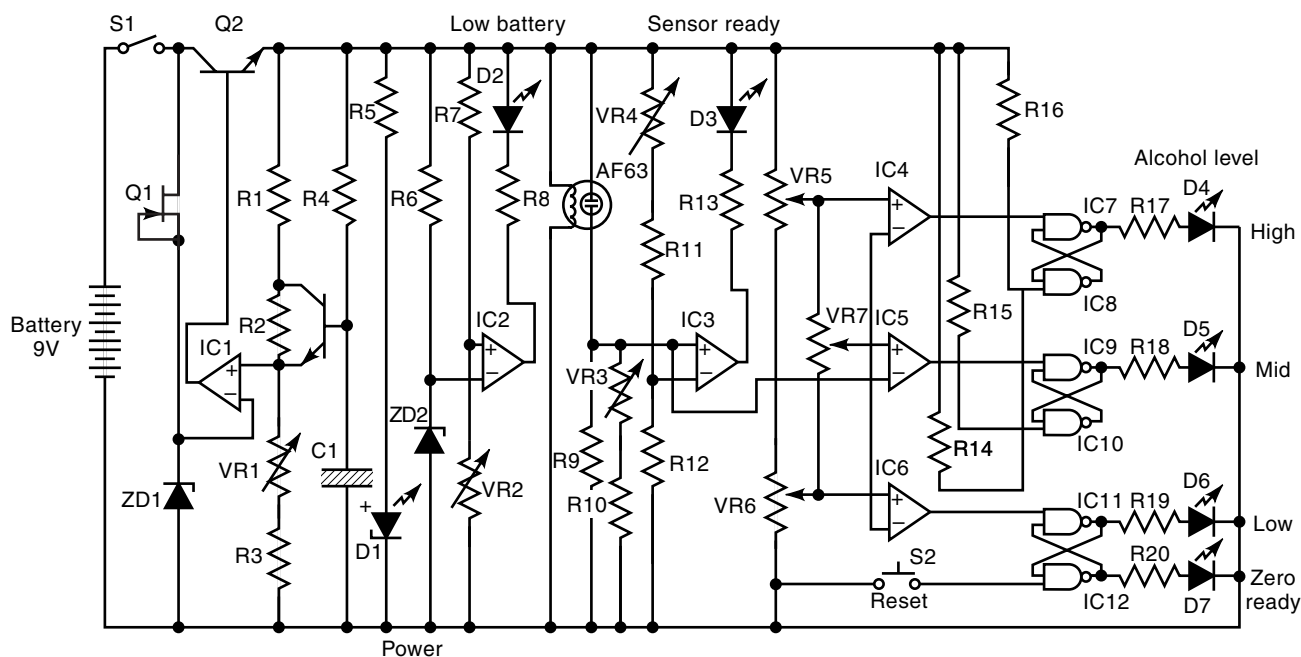 S1
Q2
Low battery
Sensor ready
D2
R5
R7
VR4
D3
R16
Q1
R1
R4
R6
R8
AF63
R13
VR5
IC4
Alcohol level
D4
IC7
R17
High
R11
IC8
Battery
9V
R2
IC1
+
−
IC2
+
−
IC3
+
−
VR7
IC5
+
−
+
−
R15
D5
IC9
R18
Mid
IC10
VR3
ZD2
R14
VR1
C1
VR2
R9
R10
R12
VR6
IC6
+
−
D6
IC11
R19
Low
ZD1
+
D1
R3
S2
Reset
R20
IC12
D7
Zero
ready
Power